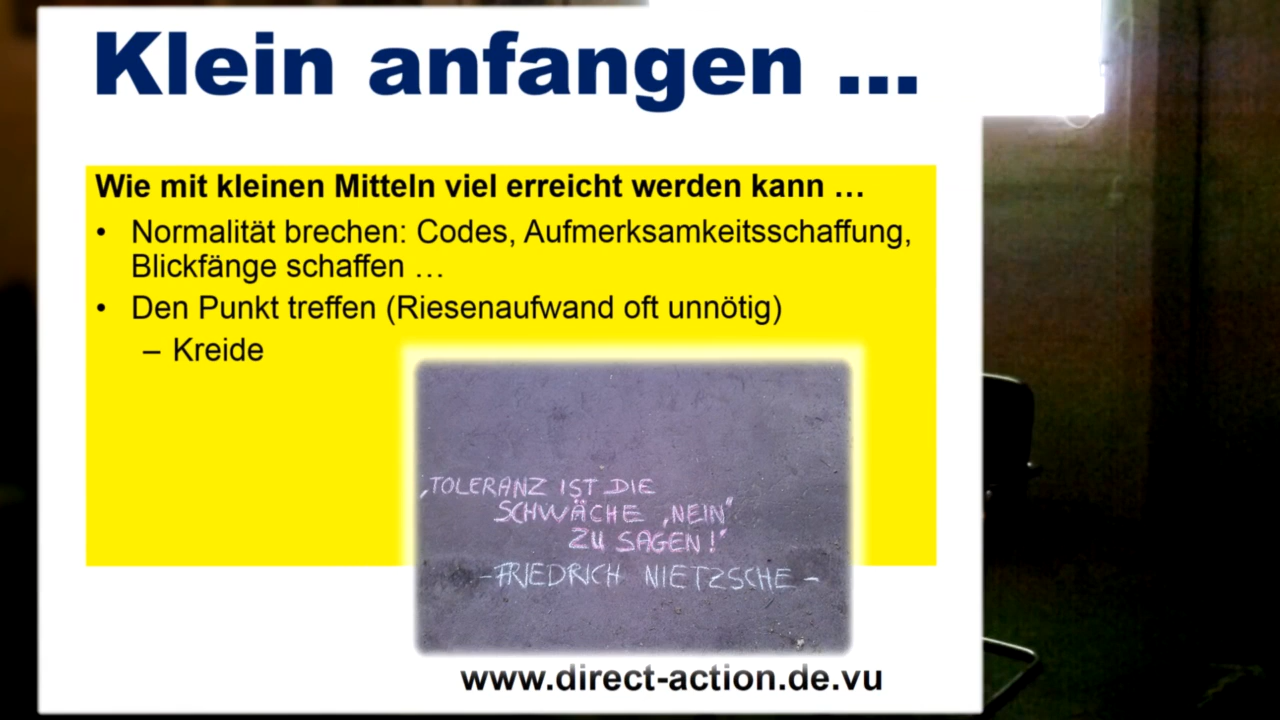 Klein anfangen ...
Wie mit kleinen Mitteln viel erreicht werden kann …
• Normalität brechen: Codes, Aufmerksamkeitsschaffung,
Blickfänge schaffen …
• Den Punkt treffen (Riesenaufwand oft unnötig)
– Kreide
‚TOLERANZ IST DIE
SCHWÄCHE ‚NEIN‘
ZU SAGEN!‘
-FRIEDRICH NIETZSCHE-
www.direct-action.de.vu